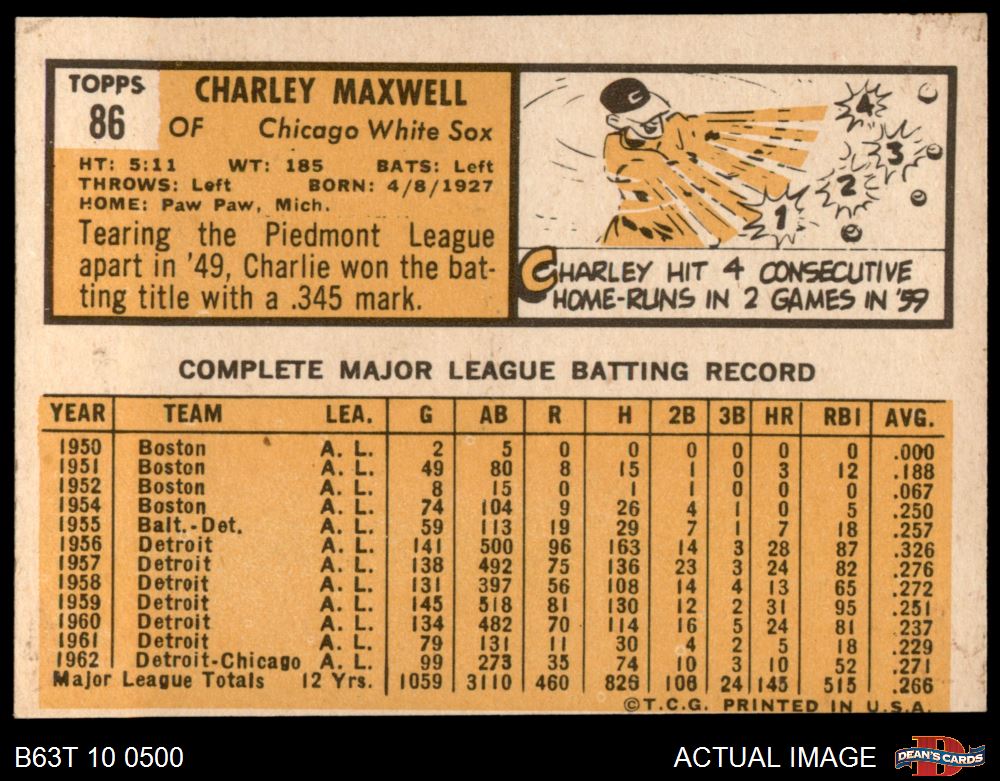 TOPPS
86
CHARLEY MAXWELL
OF Chicago White Sox
HT: 5:11 WT: 185 BATS: Left
THROWS: Left BORN: 4/8/1927
HOME: Paw Paw, Mich.
Tearing the Piedmont League
apart in '49, Charlie won the bat-
ting title with a .345 mark.
C
4
3
2
1
CHARLEY HIT 4 CONSECUTIVE
HOME-RUNS IN 2 GAMES IN '59
COMPLETE MAJOR LEAGUE BATTING RECORD
YEAR TEAM LEA. G AB R H 2B 3B HR RBI AVG.
1950 Boston A. L. 2 5 0 0 0 0 0 0 .000
1951 Boston A. L. 49 80 8 15 1 0 3 12 .188
1952 Boston A. L. 8 15 0 1 1 0 0 0 .067
1954 Boston A. L. 74 104 9 26 4 1 0 5 .250
1955 Balt.-Det. A. L. 59 113 19 29 7 1 7 18 .257
1956 Detroit A. L. 141 500 96 163 14 3 28 87 .326
1957 Detroit A. L. 138 492 75 136 23 3 24 82 .276
1958 Detroit A. L. 131 397 56 108 14 4 13 65 .272
1959 Detroit A. L. 145 518 81 130 12 2 31 95 .251
1960 Detroit A. L. 134 482 70 114 16 5 24 81 .237
1961 Detroit A. L. 79 131 11 30 4 2 5 18 .229
1962 Detroit-Chicago A. L. 99 273 35 74 10 3 10 52 .271
Major League Totals 12 Yrs. 1059 3110 460 826 106 24 145 515 .266
©T.C.G. PRINTED IN U.S.A.
B63T 10 0500
ACTUAL IMAGE
DEAN'S CARDS